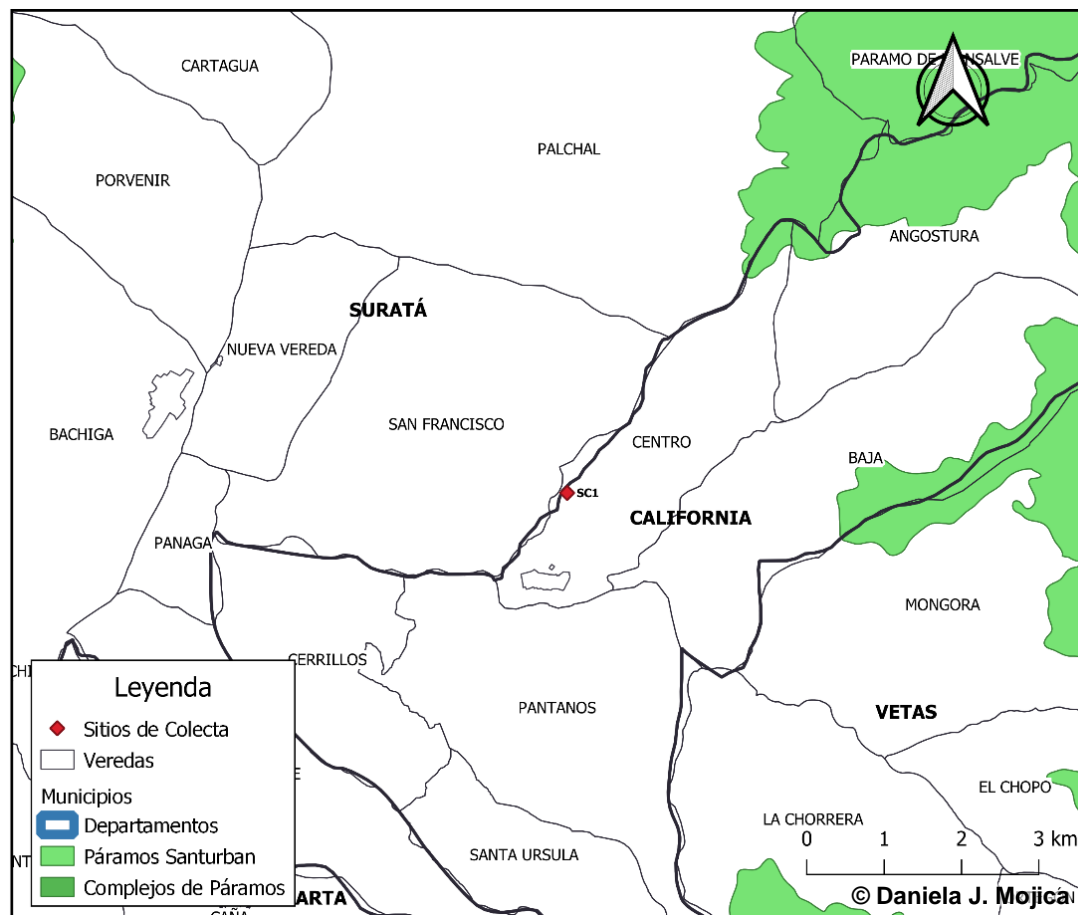 CARTAGUA
PARAMO DE
NSALVE
PALCHAL
PORVENIR
ANGOSTURA
SURATÁ
NUEVA VEREDA
SAN FRANCISCO
BACHIGA
CENTRO
BAJA
SC1
CALIFORNIA
PANAGA
MONGORA
CERRILLOS
PANTANOS
VETAS
EL CHOPO
LA CHORRERA
SANTA URSULA
ARTA
Leyenda
Sitios de Colecta
Veredas
Municipios
Departamentos
Páramos Santurban
Complejos de Páramos
0 1 2 3 km
© Daniela J. Mojica